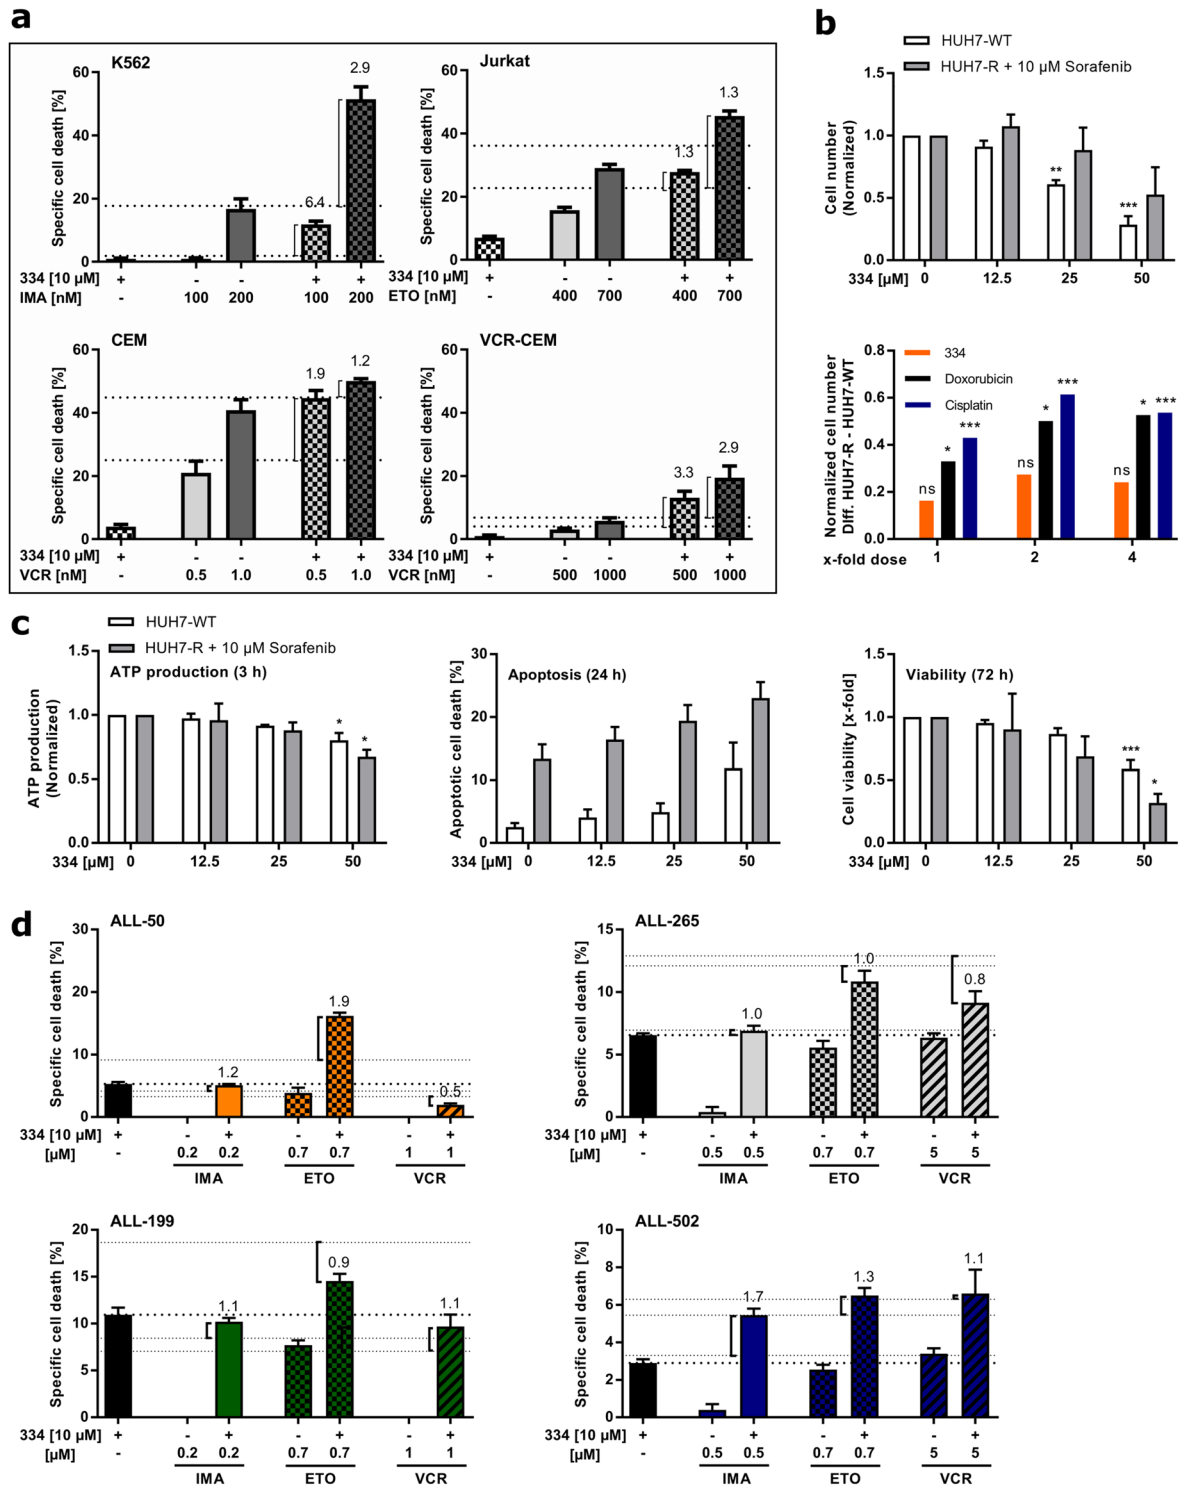 a
K562
Specific cell death [%]
60
40
20
0
6.4
2.9
334 [10 µM] + - - + +
IMA [nM] - 100 200 100 200
Jurkat
Specific cell death [%]
60
40
20
0
1.3
1.3
334 [10 µM] + - - + +
ETO [nM] - 400 700 400 700
CEM
Specific cell death [%]
60
40
20
0
1.9
1.2
334 [10 µM] + - - + +
VCR [nM] - 0.5 1.0 0.5 1.0
VCR-CEM
Specific cell death [%]
60
40
20
0
3.3
2.9
334 [10 µM] + - - + +
VCR [nM] - 500 1000 500 1000
b
HUH7-WT
HUH7-R + 10 µM Sorafenib
Cell number
(Normalized)
1.5
1.0
0.5
0.0
**
***
334 [µM] 0 12.5 25 50
Normalized cell number
Diff. HUH7-R - HUH7-WT
0.8
0.6
0.4
0.2
0.0
334
Doxorubicin
Cisplatin
ns * ***
ns * ***
ns * ***
x-fold dose 1 2 4
c
HUH7-WT
HUH7-R + 10 µM Sorafenib
ATP production (3 h)
ATP production
(Normalized)
1.5
1.0
0.5
0.0
* *
334 [µM] 0 12.5 25 50
Apoptosis (24 h)
Apoptotic cell death [%]
30
20
10
0
334 [µM] 0 12.5 25 50
Viability (72 h)
Cell viability [x-fold]
1.5
1.0
0.5
0.0
*** *
334 [µM] 0 12.5 25 50
d
ALL-50
Specific cell death [%]
30
20
10
0
1.2
1.9
0.5
334 [10 µM] + - + - + - +
[µM] - 0.2 0.2 0.7 0.7 1 1
IMA ETO VCR
ALL-265
Specific cell death [%]
15
10
5
0
1.0
1.0
0.8
334 [10 µM] + - + - + - +
[µM] - 0.5 0.5 0.7 0.7 5 5
IMA ETO VCR
ALL-199
Specific cell death [%]
20
15
10
5
0
1.1
0.9
1.1
334 [10 µM] + - + - + - +
[µM] - 0.2 0.2 0.7 0.7 1 1
IMA ETO VCR
ALL-502
Specific cell death [%]
10
8
6
4
2
0
1.7
1.3
1.1
334 [10 µM] + - + - + - +
[µM] - 0.5 0.5 0.7 0.7 5 5
IMA ETO VCR